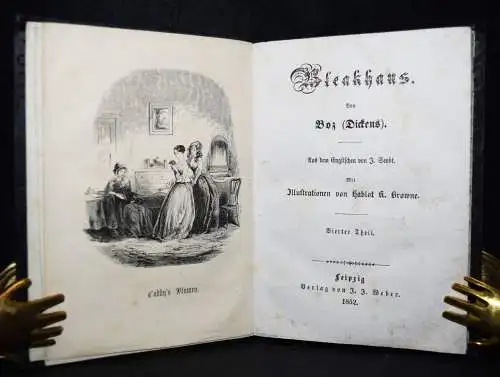 Caddy's Blumen.
Bleakhaus.
Von
Boz (Dickens).
Aus dem Englischen von J. Seybt.
Mit
Illustrationen von Hablot K. Browne.
Vierter Theil.
Leipzig
Verlag von J. J. Weber.
1852.